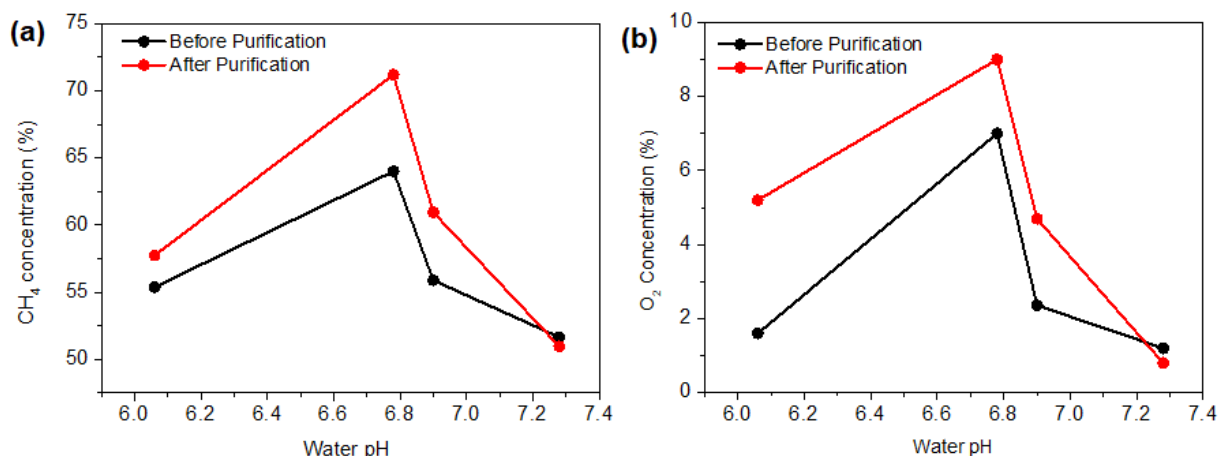 (a)
Before Purification
After Purification
CH₄ concentration (%)
75
70
65
60
55
50
6.0 6.2 6.4 6.6 6.8 7.0 7.2 7.4
Water pH
(b)
Before Purification
After Purification
O₂ Concentration (%)
10
8
6
4
2
0
6.0 6.2 6.4 6.6 6.8 7.0 7.2 7.4
Water pH